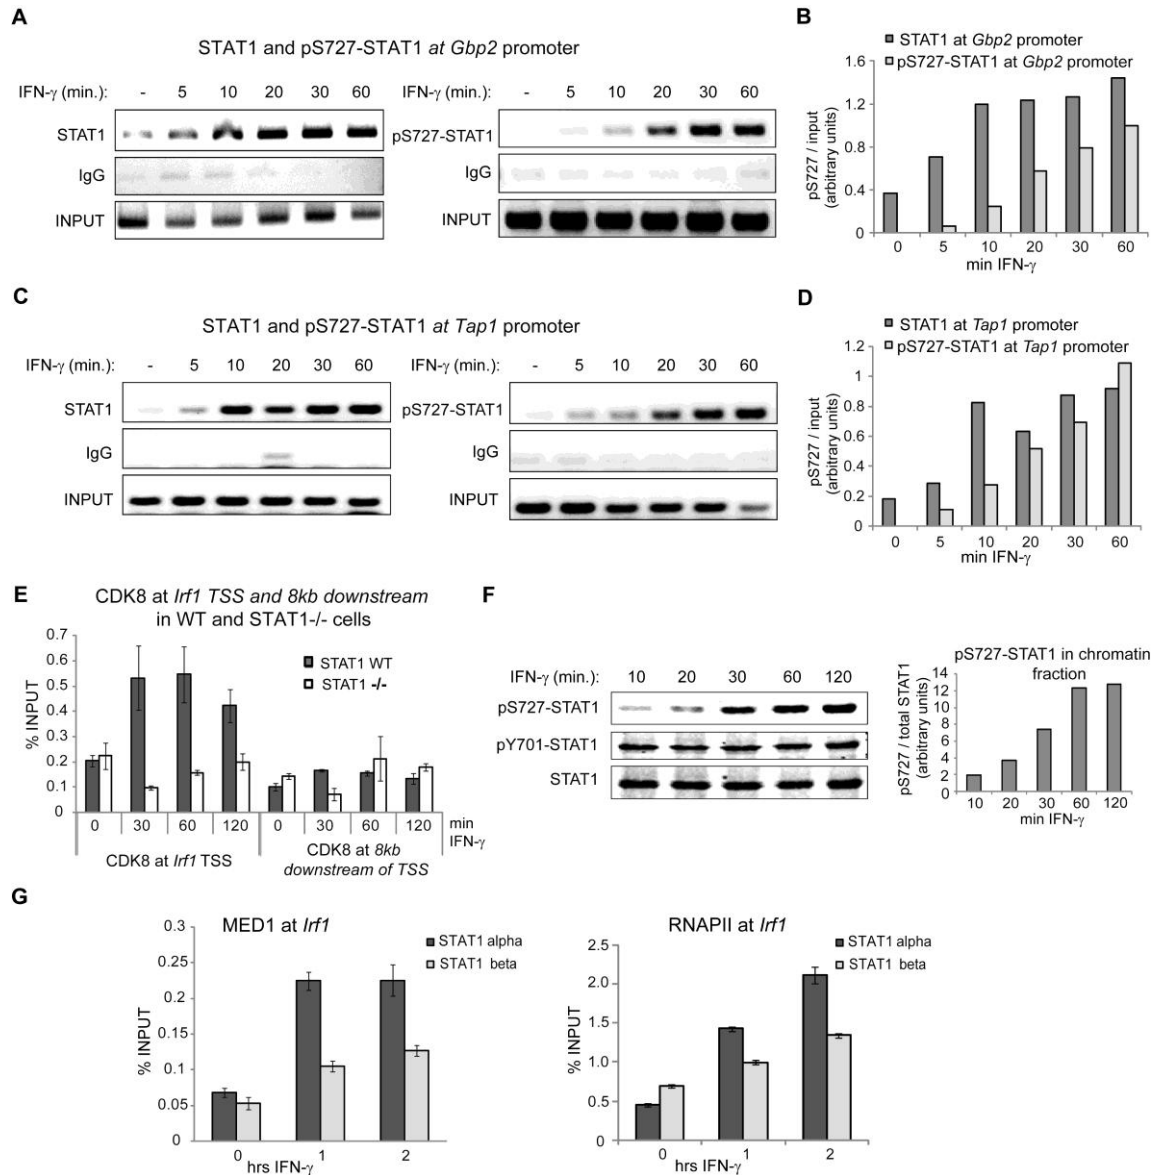 A
STAT1 and pS727-STAT1 at Gbp2 promoter
IFN-γ (min.): - 5 10 20 30 60
STAT1
IgG
INPUT
IFN-γ (min.): - 5 10 20 30 60
pS727-STAT1
IgG
INPUT
B
STAT1 at Gbp2 promoter
pS727-STAT1 at Gbp2 promoter
pS727 / input
(arbitrary units)
1.6
1.2
0.8
0.4
0
0 5 10 20 30 60
min IFN-γ
C
STAT1 and pS727-STAT1 at Tap1 promoter
IFN-γ (min.): - 5 10 20 30 60
STAT1
IgG
INPUT
IFN-γ (min.): - 5 10 20 30 60
pS727-STAT1
IgG
INPUT
D
STAT1 at Tap1 promoter
pS727-STAT1 at Tap1 promoter
pS727 / input
(arbitrary units)
1.2
1
0.8
0.6
0.4
0.2
0
0 5 10 20 30 60
min IFN-γ
E
CDK8 at Irf1 TSS and 8kb downstream
in WT and STAT1-/- cells
STAT1 WT
STAT1 -/-
% INPUT
0.7
0.6
0.5
0.4
0.3
0.2
0.1
0
0 30 60 120 0 30 60 120 min
IFN-γ
CDK8 at Irf1 TSS
CDK8 at 8kb
downstream of TSS
F
IFN-γ (min.): 10 20 30 60 120
pS727-STAT1
pY701-STAT1
STAT1
pS727-STAT1 in chromatin
fraction
pS727 / total STAT1
(arbitrary units)
14
12
10
8
6
4
2
0
10 20 30 60 120
min IFN-γ
G
MED1 at Irf1
STAT1 alpha
STAT1 beta
% INPUT
0.3
0.25
0.2
0.15
0.1
0.05
0
0 1 2
hrs IFN-γ
RNAPII at Irf1
STAT1 alpha
STAT1 beta
% INPUT
2.5
2.0
1.5
1.0
0.5
0
0 1 2
hrs IFN-γ